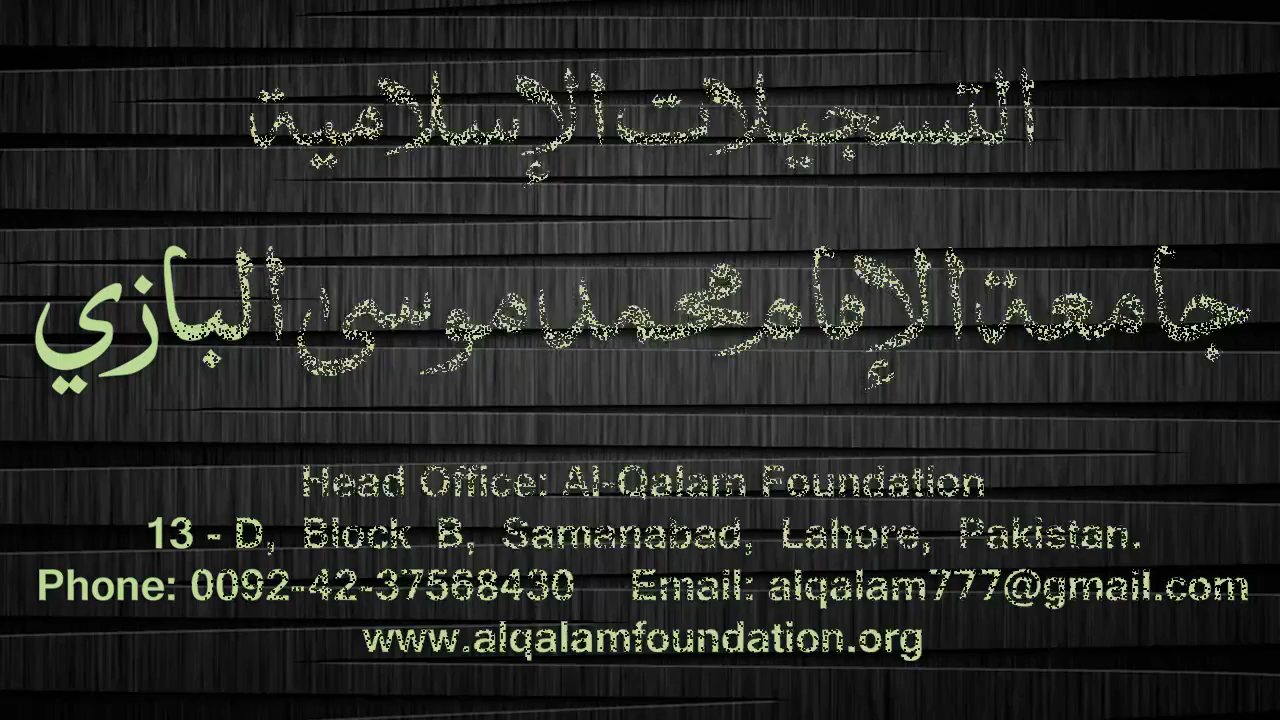 التسجيلات الإسلامية
جامعة الإمام محمد موسى البازي
Head Office: Al-Qalam Foundation
13 - D, Block B, Samanabad, Lahore, Pakistan.
Phone: 0092-42-37568430 Email: alqalam777@gmail.com
www.alqalamfoundation.org